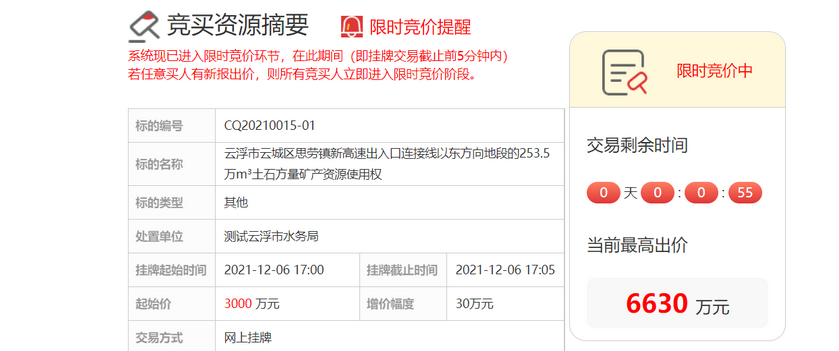 竞买资源摘要
限时竞价提醒
系统现已进入限时竞价环节，在此期间（即挂牌交易截止前5分钟内）
若任意买人有新报出价，则所有竞买人立即进入限时竞价阶段。
标的编号 CQ20210015-01
标的名称 云浮市云城区思劳镇新高速出入口连接线以东方向地段的253.5
万m³土石方量矿产资源使用权
标的类型 其他
处置单位 测试云浮市水务局
挂牌起始时间 2021-12-06 17:00 挂牌截止时间 2021-12-06 17:05
起始价 3000 万元 增价幅度 30万元
交易方式 网上挂牌
限时竞价中
交易剩余时间
0 天 0 : 0 : 55
当前最高出价
6630 万元